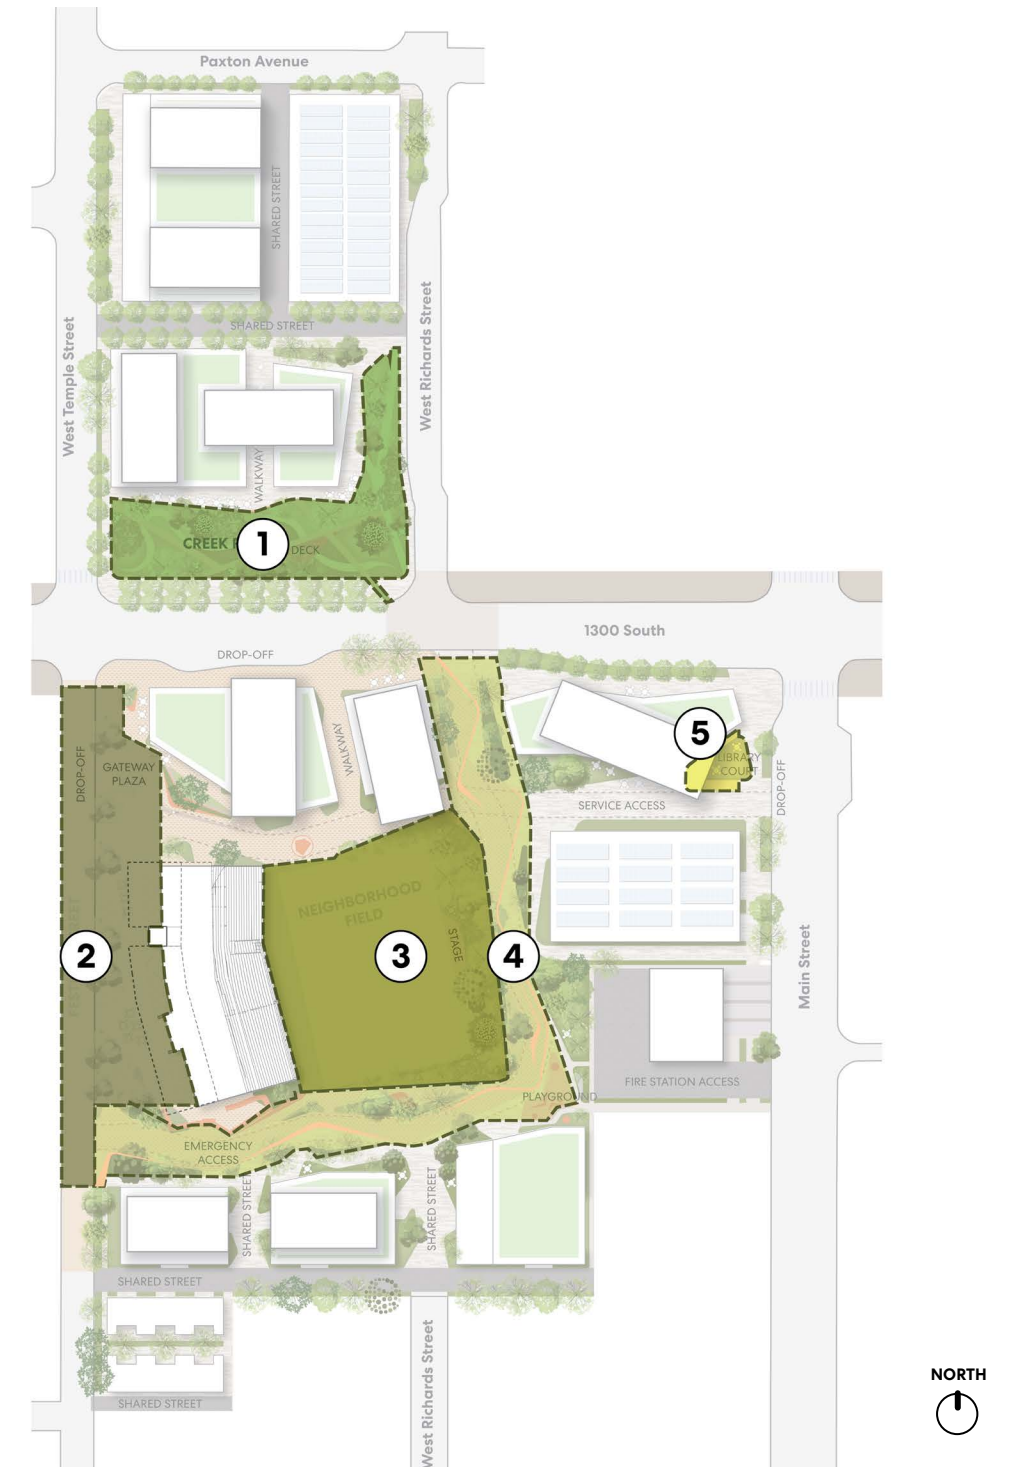 Paxton Avenue
SHARED STREET
SHARED STREET
West Temple Street
West Richards Street
WALKWAY
CREEK
1
DECK
1300 South
DROP-OFF
WALKWAY
5
LIBRARY
COURT
DROP-OFF
GATEWAY
PLAZA
DROP-OFF
SERVICE ACCESS
NEIGHBORHOOD
FIELD
STAGE
2
3
4
Main Street
FIRE STATION ACCESS
PLAYGROUND
EMERGENCY
ACCESS
SHARED STREET
SHARED STREET
SHARED STREET
West Richards Street
NORTH
SHARED STREET